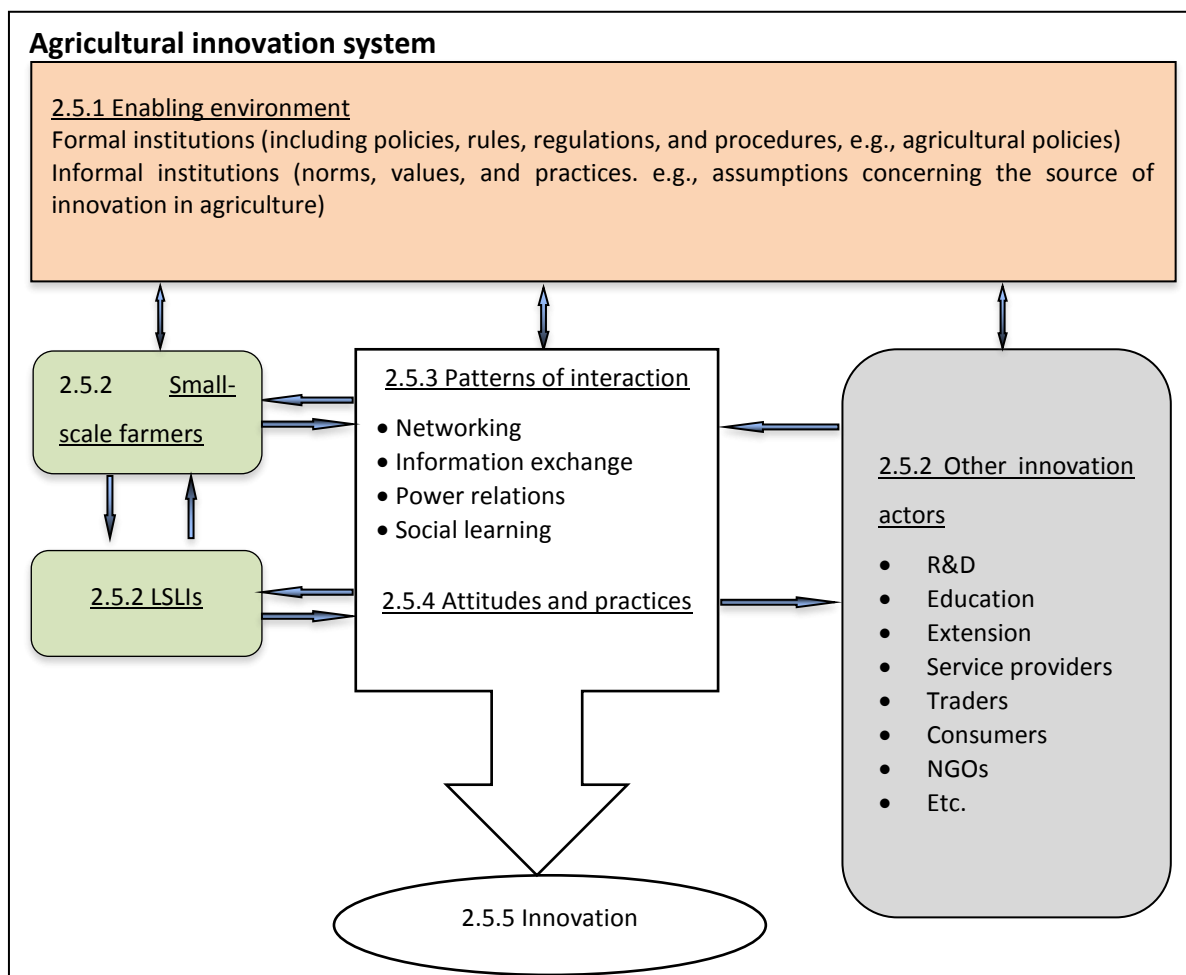 Agricultural innovation system
2.5.1 Enabling environment
Formal institutions (including policies, rules, regulations, and procedures, e.g., agricultural policies)
Informal institutions (norms, values, and practices. e.g., assumptions concerning the source of
innovation in agriculture)
2.5.2 Small-
scale farmers
2.5.2 LSLIs
2.5.3 Patterns of interaction
• Networking
• Information exchange
• Power relations
• Social learning
2.5.4 Attitudes and practices
2.5.2 Other innovation
actors
• R&D
• Education
• Extension
• Service providers
• Traders
• Consumers
• NGOs
• Etc.
2.5.5 Innovation